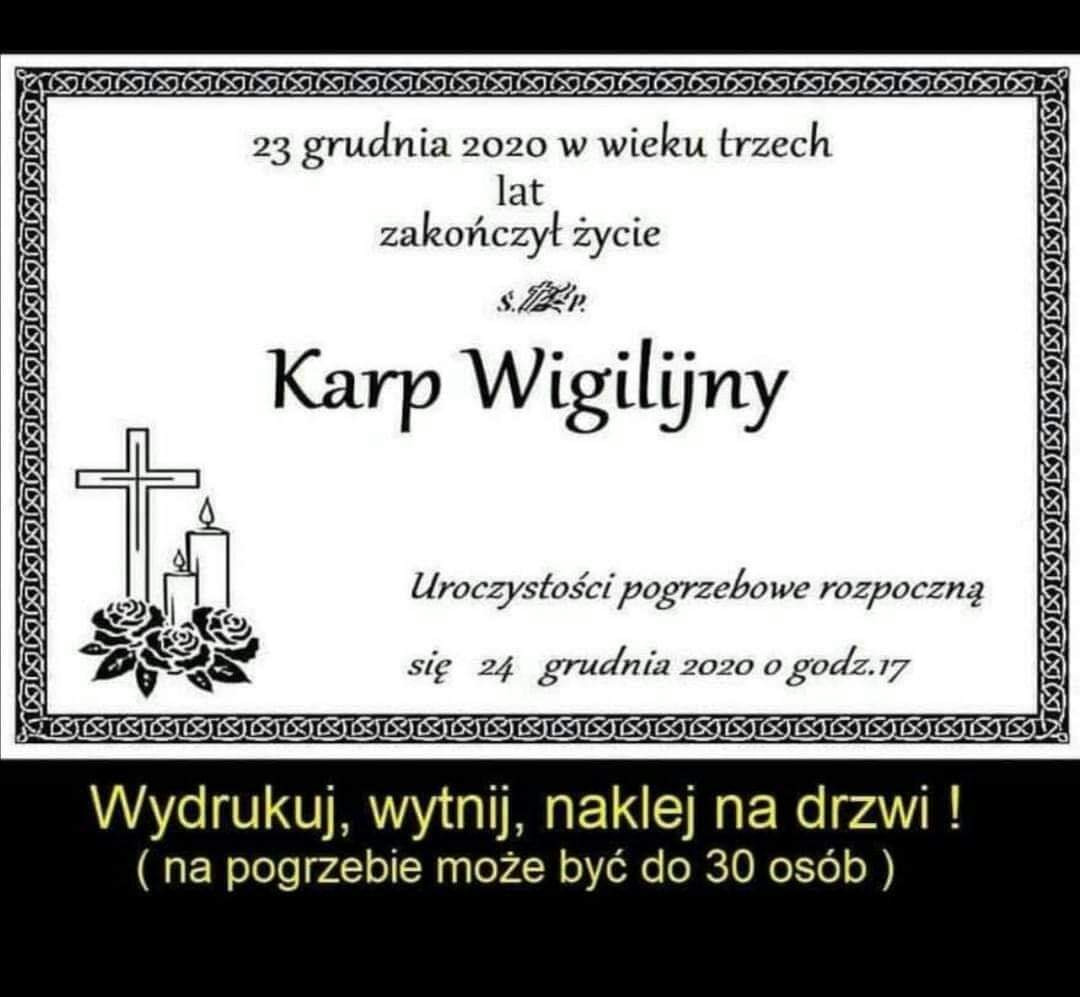 23 grudnia 2020 w wieku trzech
lat
zakończył życie
Ś. P.
Karp Wigilijny
Uroczystości pogrzebowe rozpoczną
się 24 grudnia 2020 o godz.17
Wydrukuj, wytnij, naklej na drzwi !
( na pogrzebie może być do 30 osób )